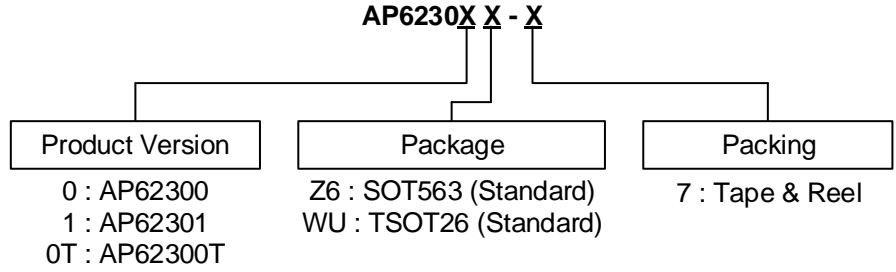 AP6230X X - X
Product Version
Package
Packing
0 : AP62300
1 : AP62301
0T : AP62300T
Z6 : SOT563 (Standard)
WU : TSOT26 (Standard)
7 : Tape & Reel